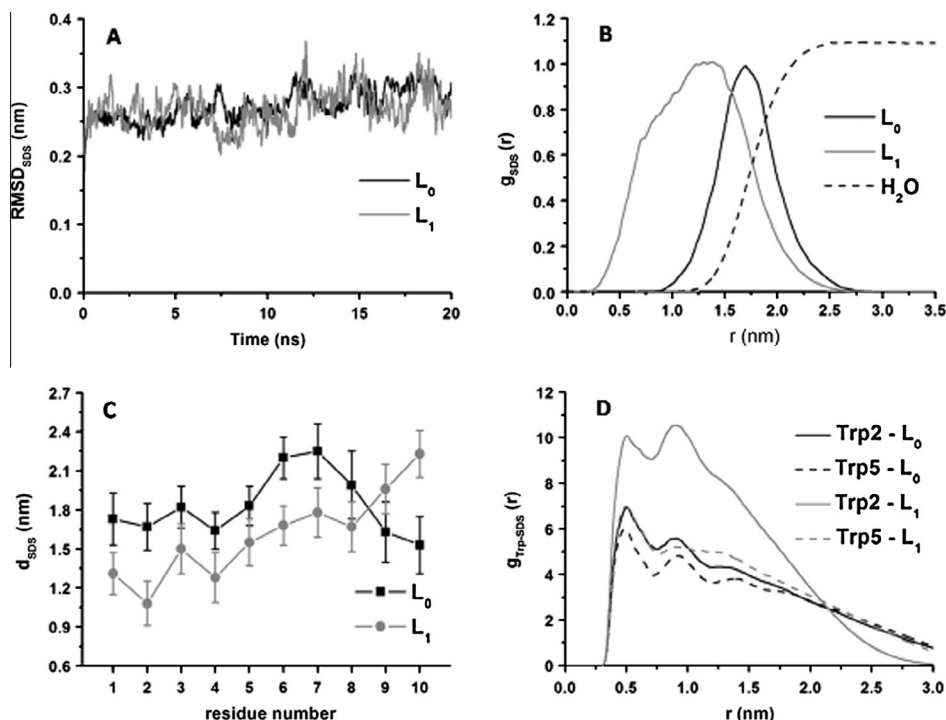 A
RMSD_SDS (nm)
0.4
0.3
0.2
0.1
0.0
0
5
10
15
20
Time (ns)
L₀
L₁
B
g_SDS (r)
1.2
1.0
0.8
0.6
0.4
0.2
0.0
0.0
0.5
1.0
1.5
2.0
2.5
3.0
3.5
r (nm)
L₀
L₁
H₂O
C
d_SDS (nm)
2.7
2.4
2.1
1.8
1.5
1.2
0.9
0.6
1
2
3
4
5
6
7
8
9
10
residue number
L₀
L₁
D
g_Trp-SDS (r)
12
10
8
6
4
2
0
0.0
0.5
1.0
1.5
2.0
2.5
3.0
r (nm)
Trp2 - L₀
Trp5 - L₀
Trp2 - L₁
Trp5 - L₁